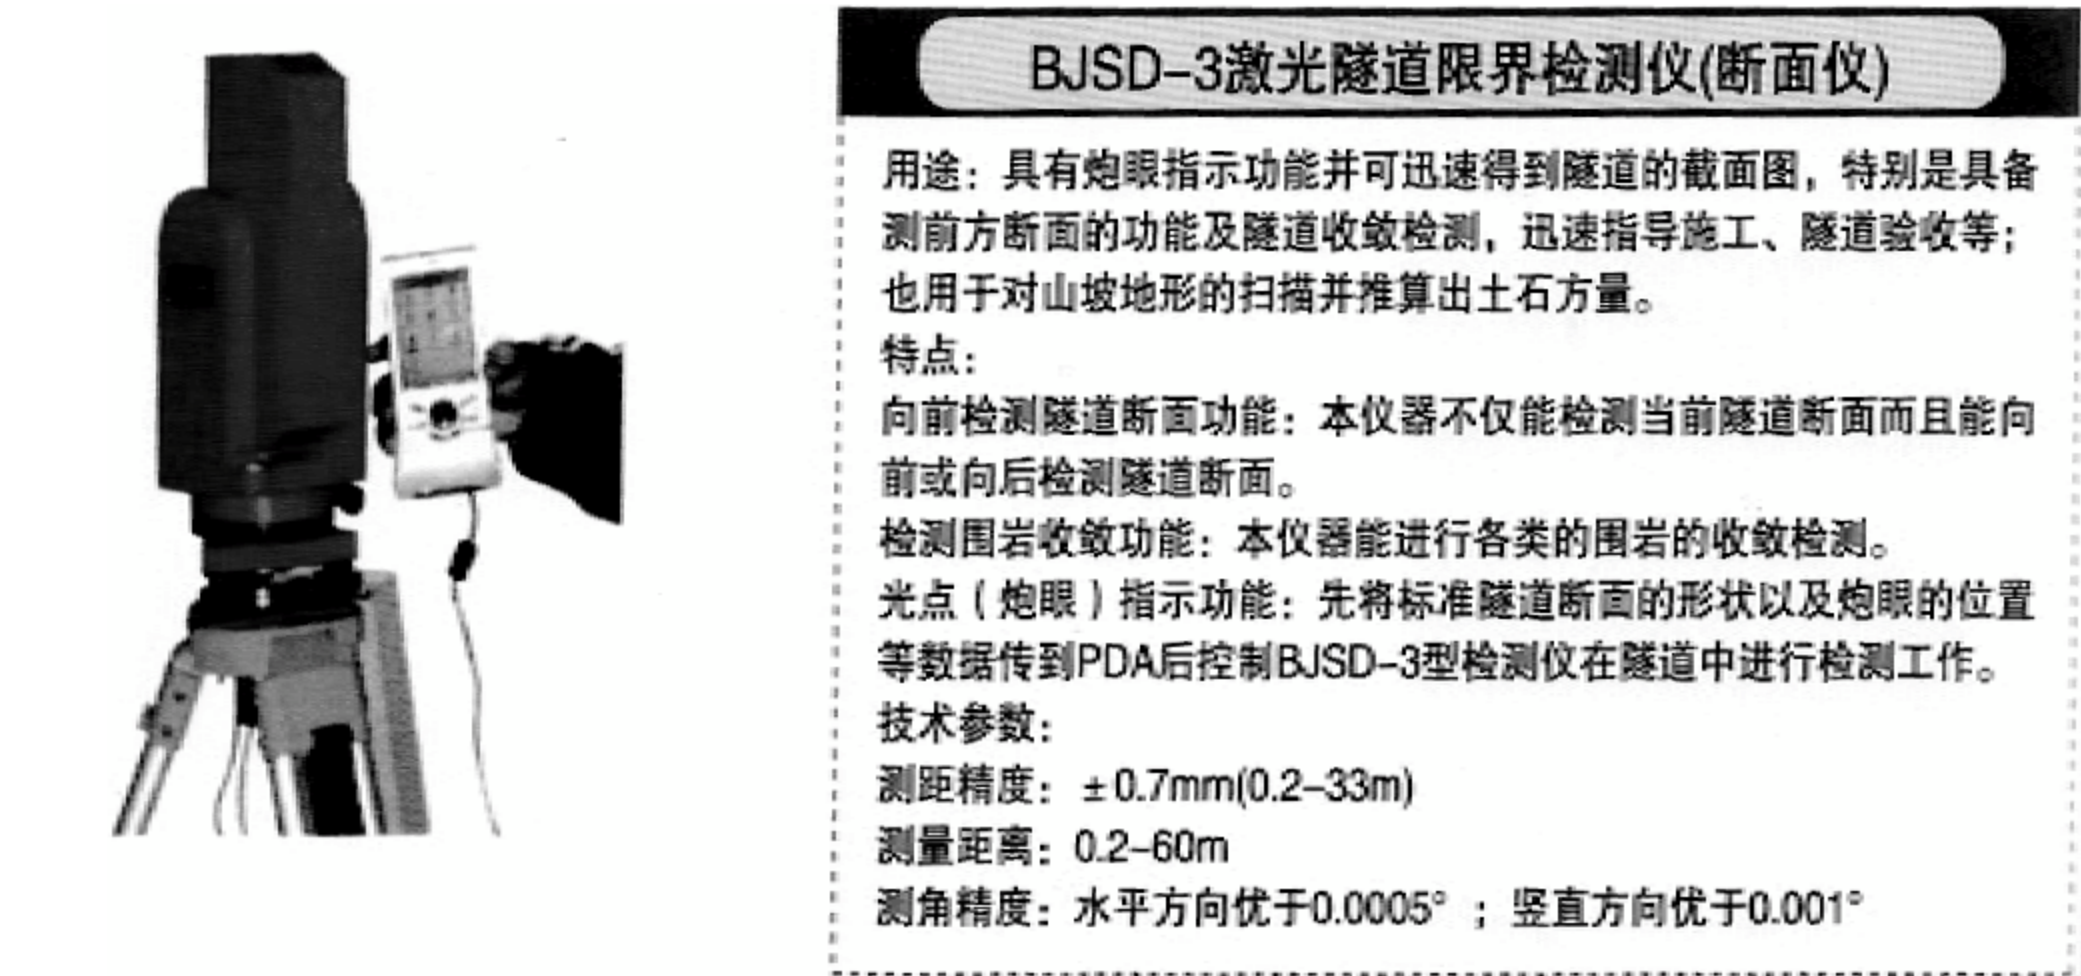 BJSD-3激光隧道限界检测仪(断面仪)
用途：具有炮眼指示功能并可迅速得到隧道的截面图，特别是具备
测前方断面的功能及隧道收敛检测，迅速指导施工、隧道验收等；
也用于对山坡地形的扫描并推算出土石方量。
特点：
向前检测隧道断面功能：本仪器不仅能检测当前隧道断面而且能向
前或向后检测隧道断面。
检测围岩收敛功能：本仪器能进行各类的围岩的收敛检测。
光点（炮眼）指示功能：先将标准隧道断面的形状以及炮眼的位置
等数据传到PDA后控制BJSD-3型检测仪在隧道中进行检测工作。
技术参数：
测距精度：±0.7mm(0.2-33m)
测量距离：0.2-60m
测角精度：水平方向优于0.0005°；竖直方向优于0.001°